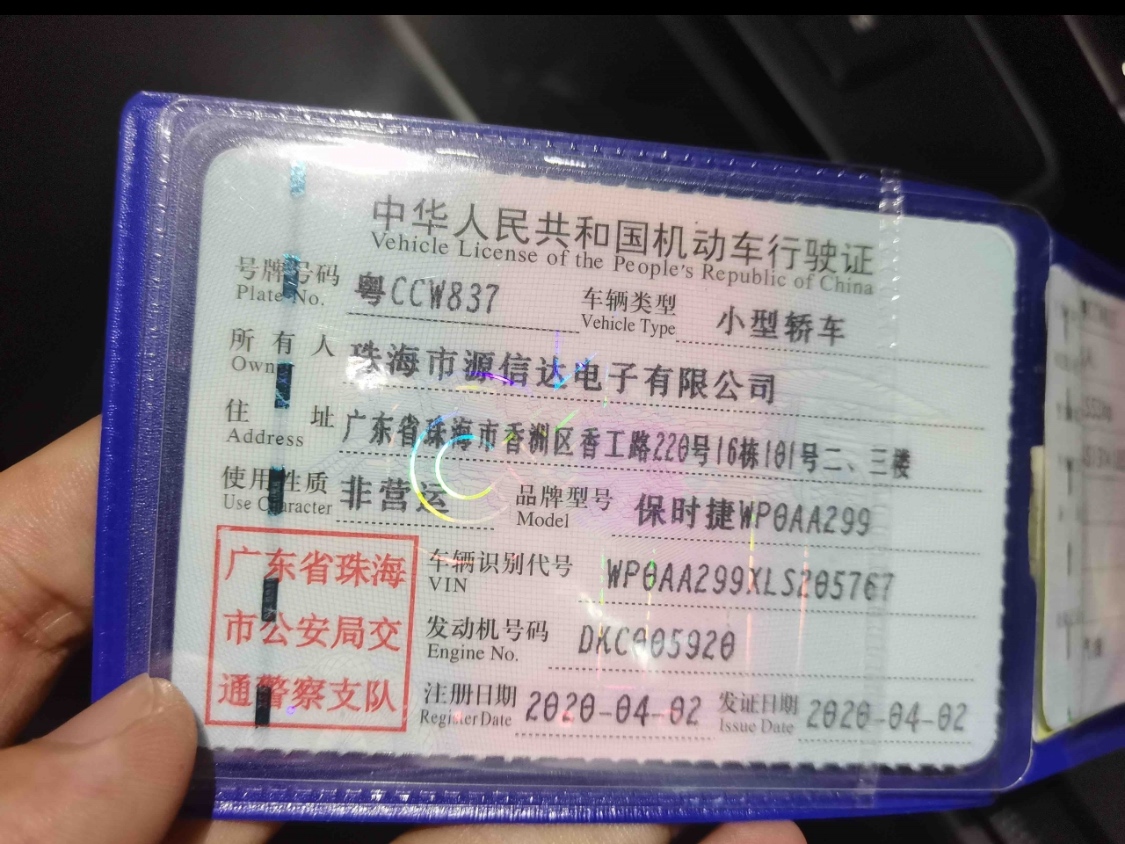 中华人民共和国机动车行驶证
Vehicle License of the People's Republic of China
号牌号码 粤CCW837 车辆类型 小型轿车
Plate No. Vehicle Type
所有人 珠海市源信达电子有限公司
Owner
住址 广东省珠海市香洲区香工路220号16栋101号二、三楼
Address
使用性质 非营运 品牌型号 保时捷WP0AA299
Use Character Model
广东省珠海
市公安局交
通警察支队
车辆识别代号 WP0AA299XLS205767
VIN
发动机号码 DKC005920
Engine No.
注册日期 2020-04-02 发证日期 2020-04-02
Register Date Issue Date